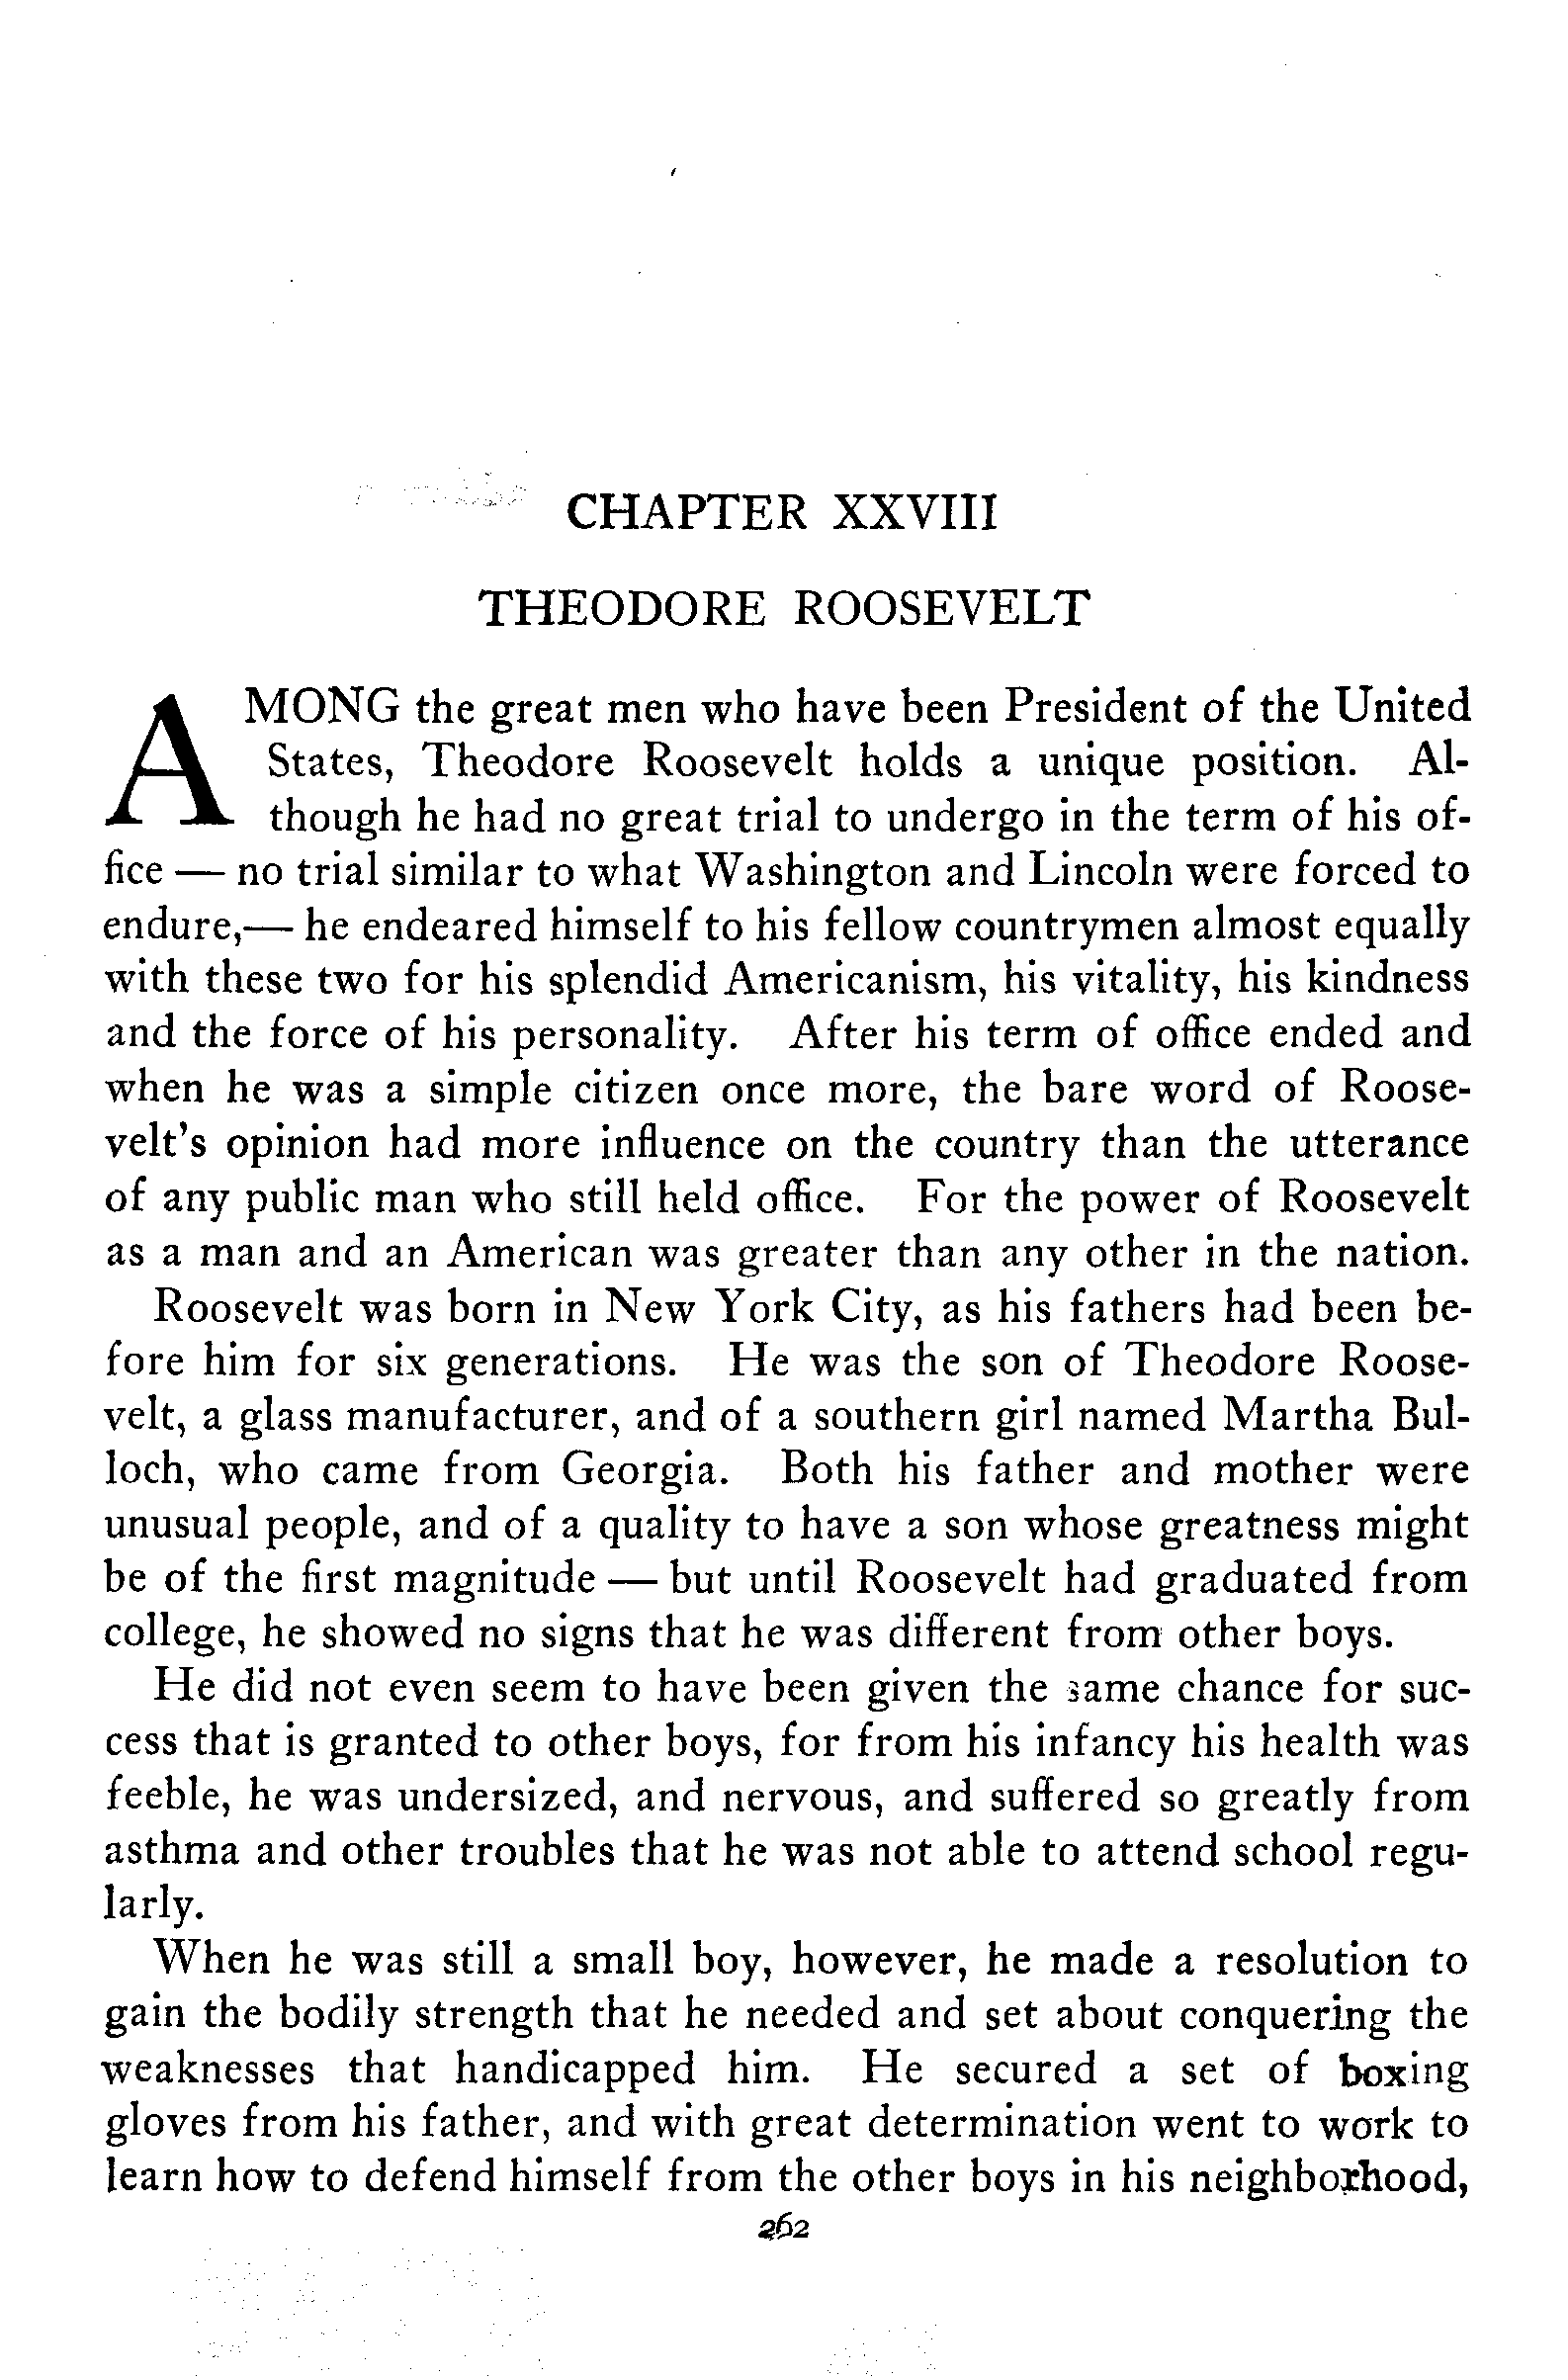 CHAPTER XXVIII
THEODORE ROOSEVELT
AMONG the great men who have been President of the United
States, Theodore Roosevelt holds a unique position. Al-
though he had no great trial to undergo in the term of his of-
fice — no trial similar to what Washington and Lincoln were forced to
endure,— he endeared himself to his fellow countrymen almost equally
with these two for his splendid Americanism, his vitality, his kindness
and the force of his personality. After his term of office ended and
when he was a simple citizen once more, the bare word of Roose-
velt's opinion had more influence on the country than the utterance
of any public man who still held office. For the power of Roosevelt
as a man and an American was greater than any other in the nation.
Roosevelt was born in New York City, as his fathers had been be-
fore him for six generations. He was the son of Theodore Roose-
velt, a glass manufacturer, and of a southern girl named Martha Bul-
loch, who came from Georgia. Both his father and mother were
unusual people, and of a quality to have a son whose greatness might
be of the first magnitude — but until Roosevelt had graduated from
college, he showed no signs that he was different from other boys.
He did not even seem to have been given the same chance for suc-
cess that is granted to other boys, for from his infancy his health was
feeble, he was undersized, and nervous, and suffered so greatly from
asthma and other troubles that he was not able to attend school regu-
larly.
When he was still a small boy, however, he made a resolution to
gain the bodily strength that he needed and set about conquering the
weaknesses that handicapped him. He secured a set of boxing
gloves from his father, and with great determination went to work to
learn how to defend himself from the other boys in his neighborhood,
262